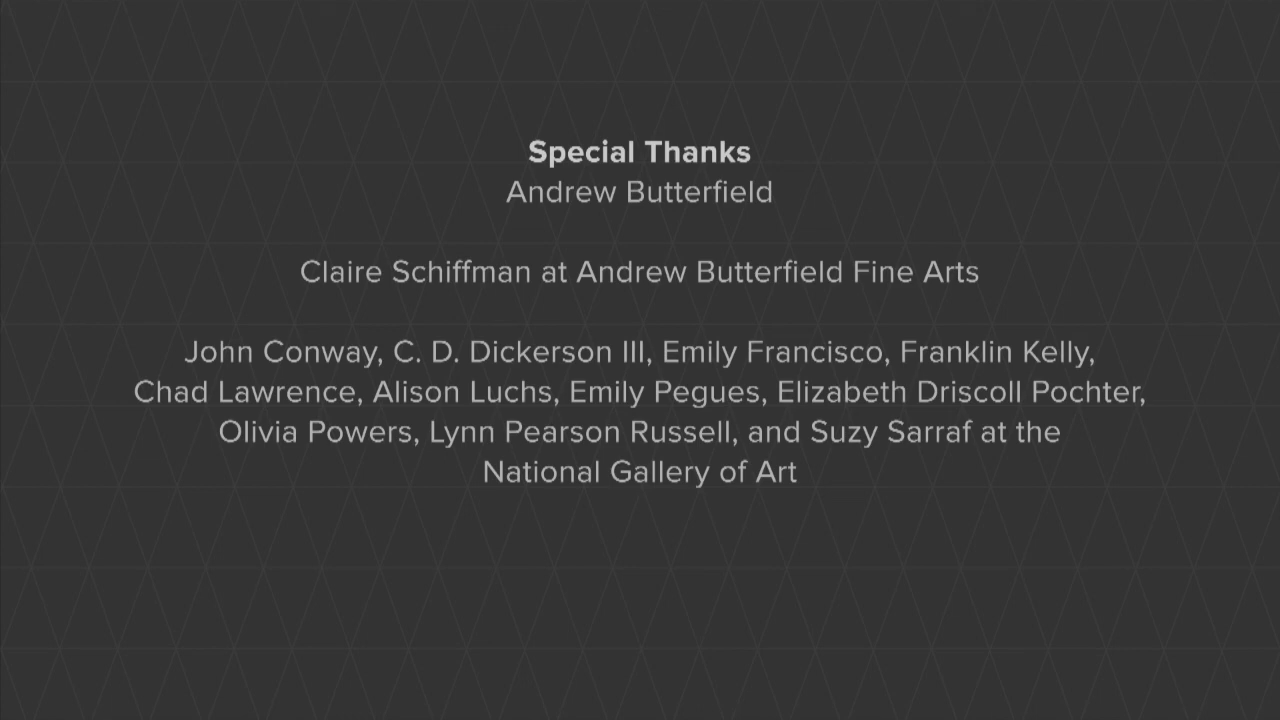 Special Thanks
Andrew Butterfield
Claire Schiffman at Andrew Butterfield Fine Arts
John Conway, C. D. Dickerson III, Emily Francisco, Franklin Kelly,
Chad Lawrence, Alison Luchs, Emily Pegues, Elizabeth Driscoll Pochter,
Olivia Powers, Lynn Pearson Russell, and Suzy Sarraf at the
National Gallery of Art